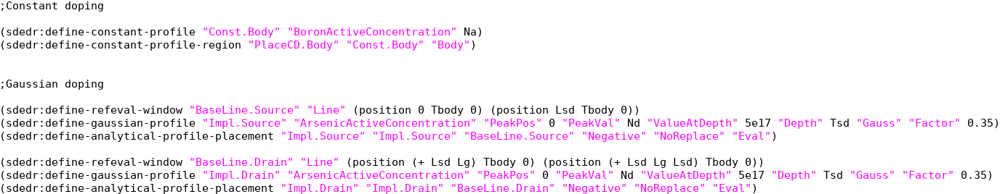 ;Constant doping
(sdedr:define-constant-profile "Const.Body" "BoronActiveConcentration" Na)
(sdedr:define-constant-profile-region "PlaceCD.Body" "Const.Body" "Body")
;Gaussian doping
(sdedr:define-refeval-window "BaseLine.Source" "Line" (position 0 Tbody 0) (position Lsd Tbody 0))
(sdedr:define-gaussian-profile "Impl.Source" "ArsenicActiveConcentration" "PeakPos" 0 "PeakVal" Nd "ValueAtDepth" 5e17 "Depth" Tsd "Gauss" "Factor" 0.35)
(sdedr:define-analytical-profile-placement "Impl.Source" "Impl.Source" "BaseLine.Source" "Negative" "NoReplace" "Eval")
(sdedr:define-refeval-window "BaseLine.Drain" "Line" (position (+ Lsd Lg) Tbody 0) (position (+ Lsd Lg Lsd) Tbody 0))
(sdedr:define-gaussian-profile "Impl.Drain" "ArsenicActiveConcentration" "PeakPos" 0 "PeakVal" Nd "ValueAtDepth" 5e17 "Depth" Tsd "Gauss" "Factor" 0.35)
(sdedr:define-analytical-profile-placement "Impl.Drain" "Impl.Drain" "BaseLine.Drain" "Negative" "NoReplace" "Eval")